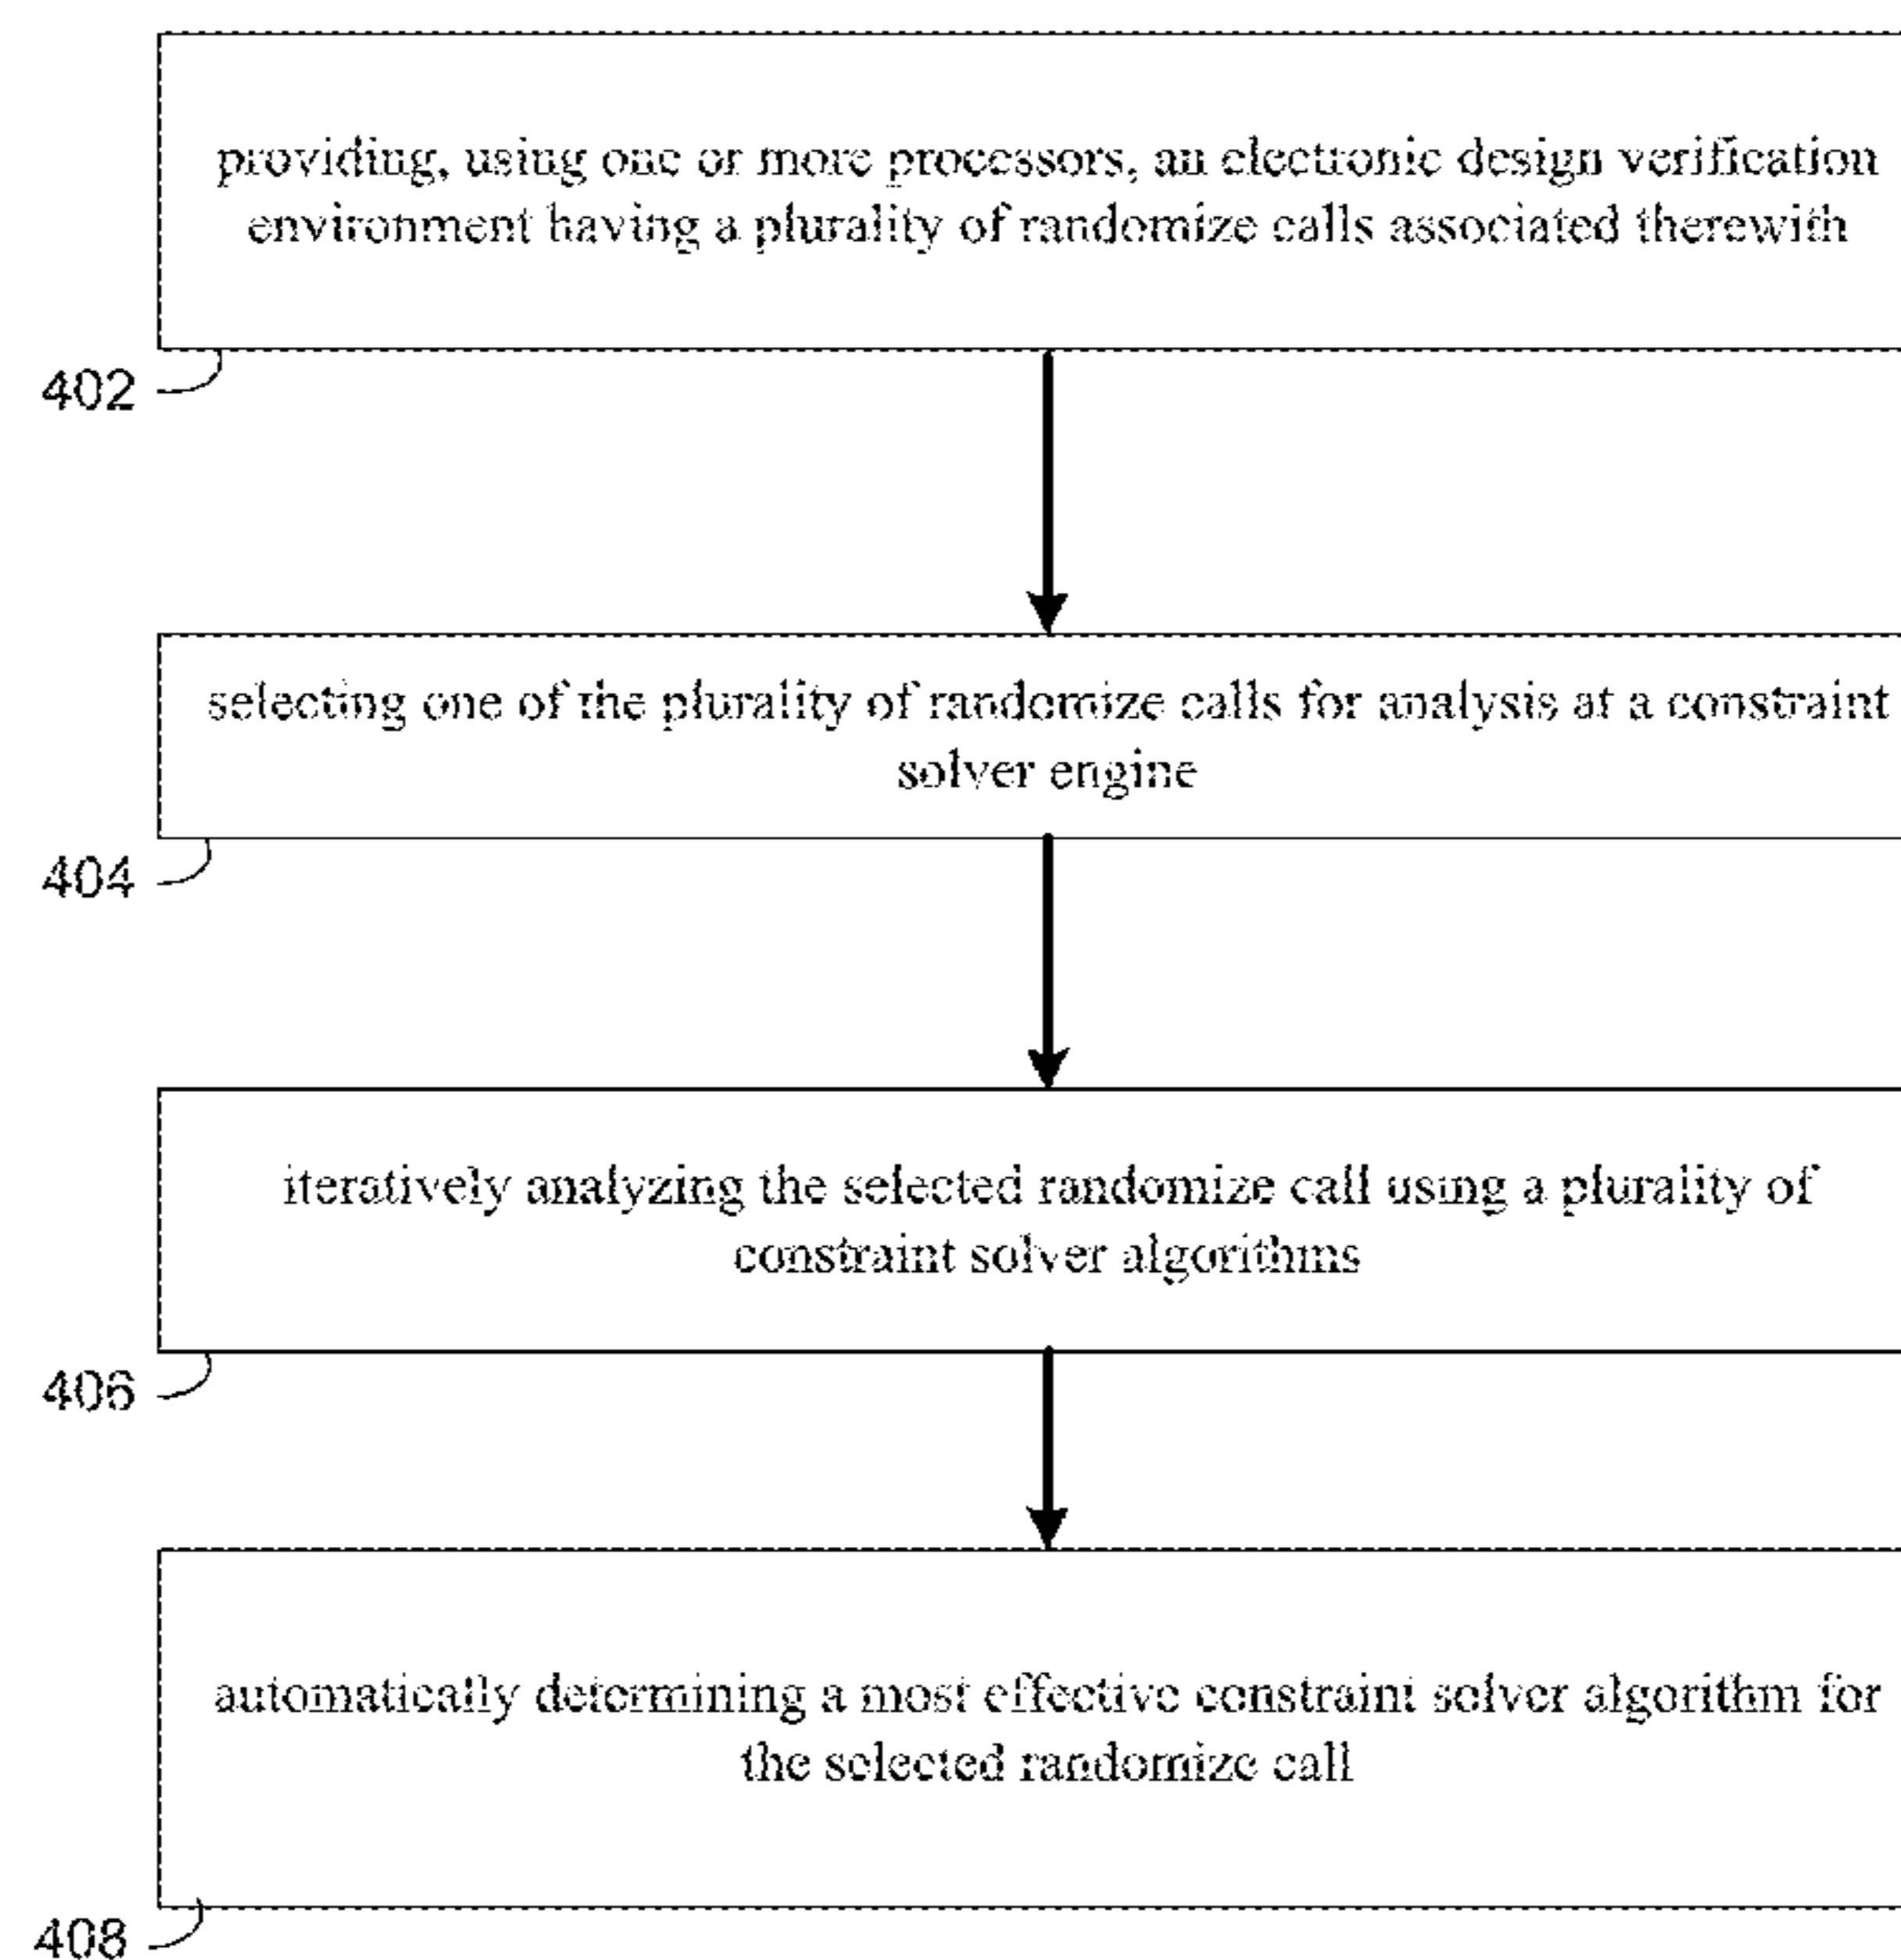 providing, using one or more processors, an electronic design verification
environment having a plurality of randomize calls associated therewith
402
selecting one of the plurality of randomize calls for analysis at a constraint
solver engine
404
iteratively analyzing the selected randomize call using a plurality of
constraint solver algorithms
406
automatically determining a most effective constraint solver algorithm for
the selected randomize call
408